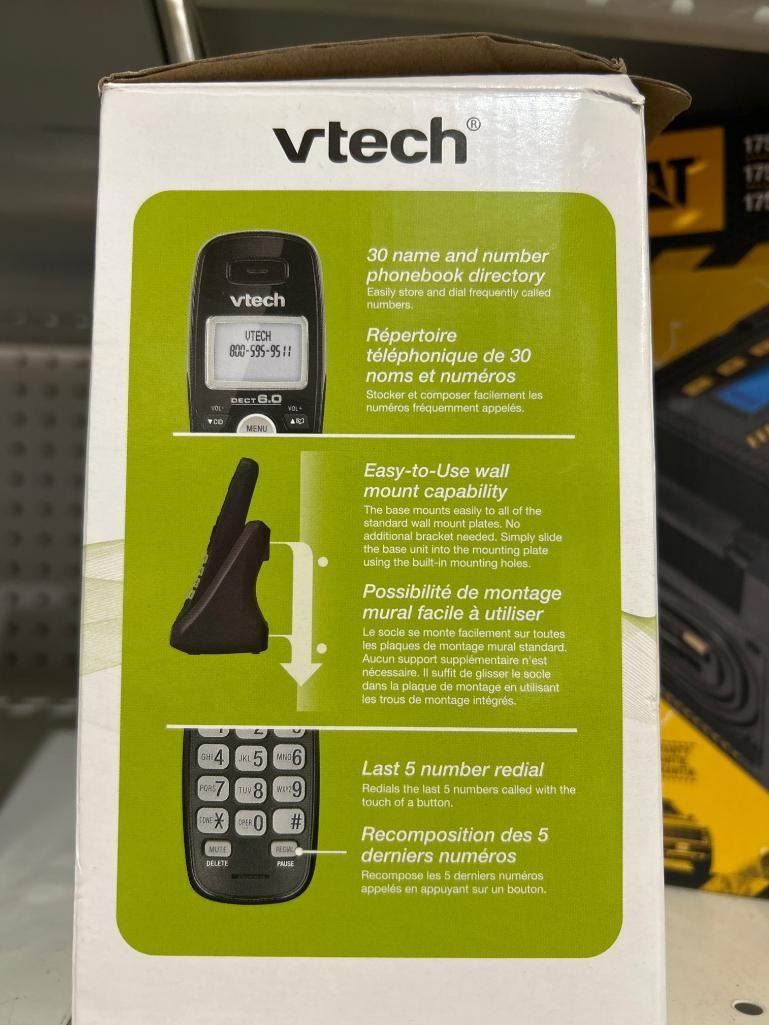 vtech®
30 name and number
phonebook directory
Easily store and dial frequently called
numbers.
Répertoire
téléphonique de 30
noms et numéros
Stocker et composer facilement les
numéros fréquemment appelés.
vtech
VTECH
800-595-9511
DECT 6.0
VOL-
VOL+
▼CID
MENU
Easy-to-Use wall
mount capability
The base mounts easily to all of the
standard wall mount plates. No
additional bracket needed. Simply slide
the base unit into the mounting plate
using the built-in mounting holes.
Possibilité de montage
mural facile à utiliser
Le socle se monte facilement sur toutes
les plaques de montage mural standard.
Aucun support supplémentaire n'est
nécessaire. Il suffit de glisser le socle
dans la plaque de montage en utilisant
les trous de montage intégrés.
GHI 4 JKL 5 MNO 6
PQRS 7 TUV 8 WXYZ 9
TONE * OPER 0 #
MUTE REDIAL
DELETE PAUSE
Last 5 number redial
Redials the last 5 numbers called with the
touch of a button.
Recomposition des 5
derniers numéros
Recompose les 5 derniers numéros
appelés en appuyant sur un bouton.
AT
175
175
175